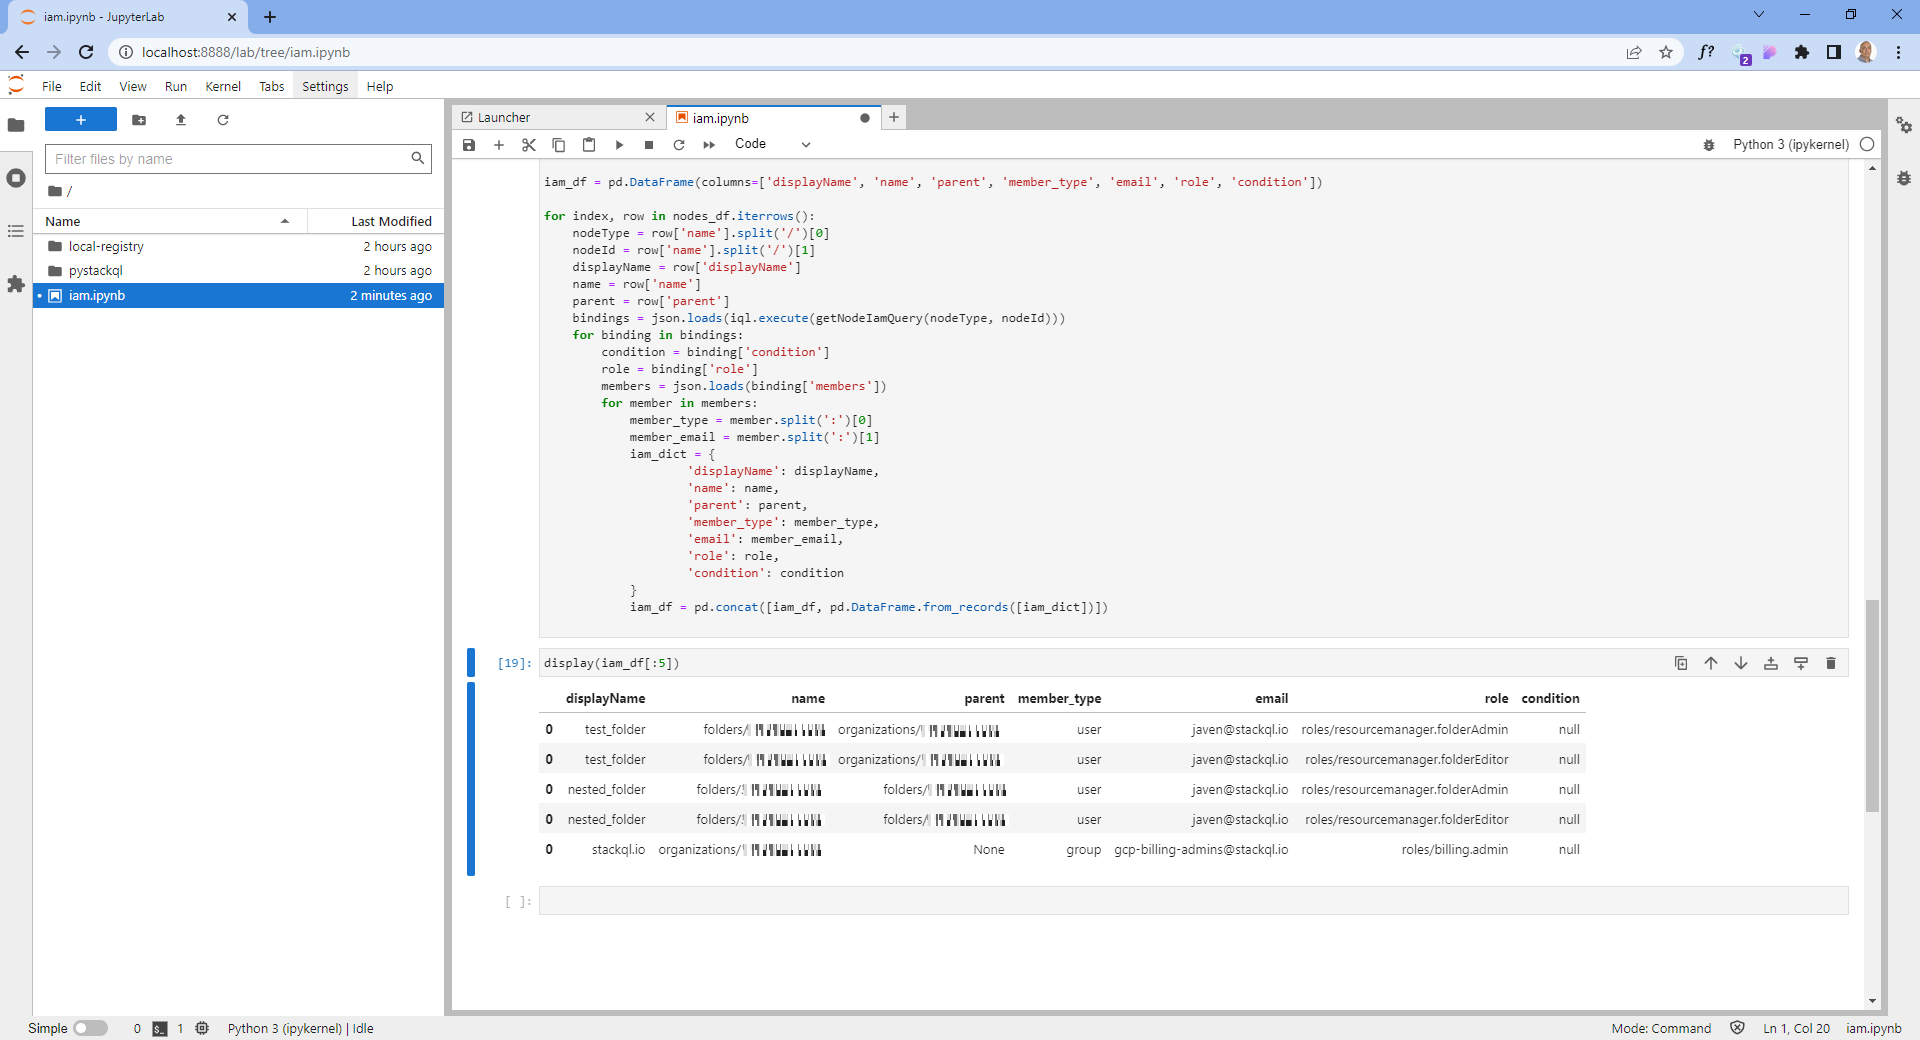 iam.ipynb - JupyterLab
localhost:8888/lab/tree/iam.ipynb
f?
2
File Edit View Run Kernel Tabs Settings Help
Filter files by name
/
Name Last Modified
local-registry 2 hours ago
pystackql 2 hours ago
iam.ipynb 2 minutes ago
Launcher
iam.ipynb
Code
Python 3 (ipykernel)
iam_df = pd.DataFrame(columns=['displayName', 'name', 'parent', 'member_type', 'email', 'role', 'condition'])
for index, row in nodes_df.iterrows():
nodeType = row['name'].split('/')[0]
nodeId = row['name'].split('/')[1]
displayName = row['displayName']
name = row['name']
parent = row['parent']
bindings = json.loads(iql.execute(getNodeIamQuery(nodeType, nodeId)))
for binding in bindings:
condition = binding['condition']
role = binding['role']
members = json.loads(binding['members'])
for member in members:
member_type = member.split(':')[0]
member_email = member.split(':')[1]
iam_dict = {
'displayName': displayName,
'name': name,
'parent': parent,
'member_type': member_type,
'email': member_email,
'role': role,
'condition': condition
}
iam_df = pd.concat([iam_df, pd.DataFrame.from_records([iam_dict])])
[19]: display(iam_df[:5])
displayName name parent member_type email role condition
0 test_folder folders/ organizations/ user javen@stackql.io roles/resourcemanager.folderAdmin null
0 test_folder folders/ organizations/ user javen@stackql.io roles/resourcemanager.folderEditor null
0 nested_folder folders/ folders/ user javen@stackql.io roles/resourcemanager.folderAdmin null
0 nested_folder folders/ folders/ user javen@stackql.io roles/resourcemanager.folderEditor null
0 stackql.io organizations/ None group gcp-billing-admins@stackql.io roles/billing.admin null
[ ]:
Simple 0 $_ 1 Python 3 (ipykernel) | Idle
Mode: Command Ln 1, Col 20 iam.ipynb